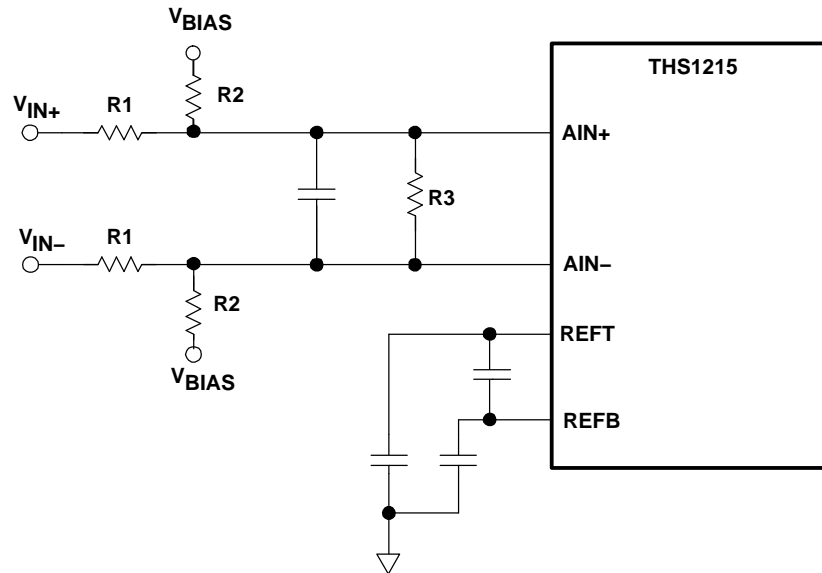 VBIAS
THS1215
R2
R1
VIN+
AIN+
R3
VIN–
R1
AIN–
R2
REFT
VBIAS
REFB